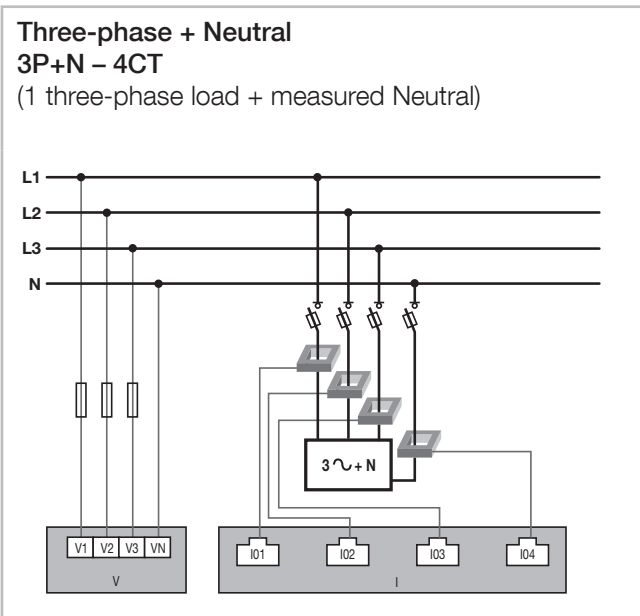 Three-phase + Neutral
3P+N – 4CT
(1 three-phase load + measured Neutral)
L1
L2
L3
N
3 ∿ + N
V1 V2 V3 VN
V
I01 I02 I03 I04
I